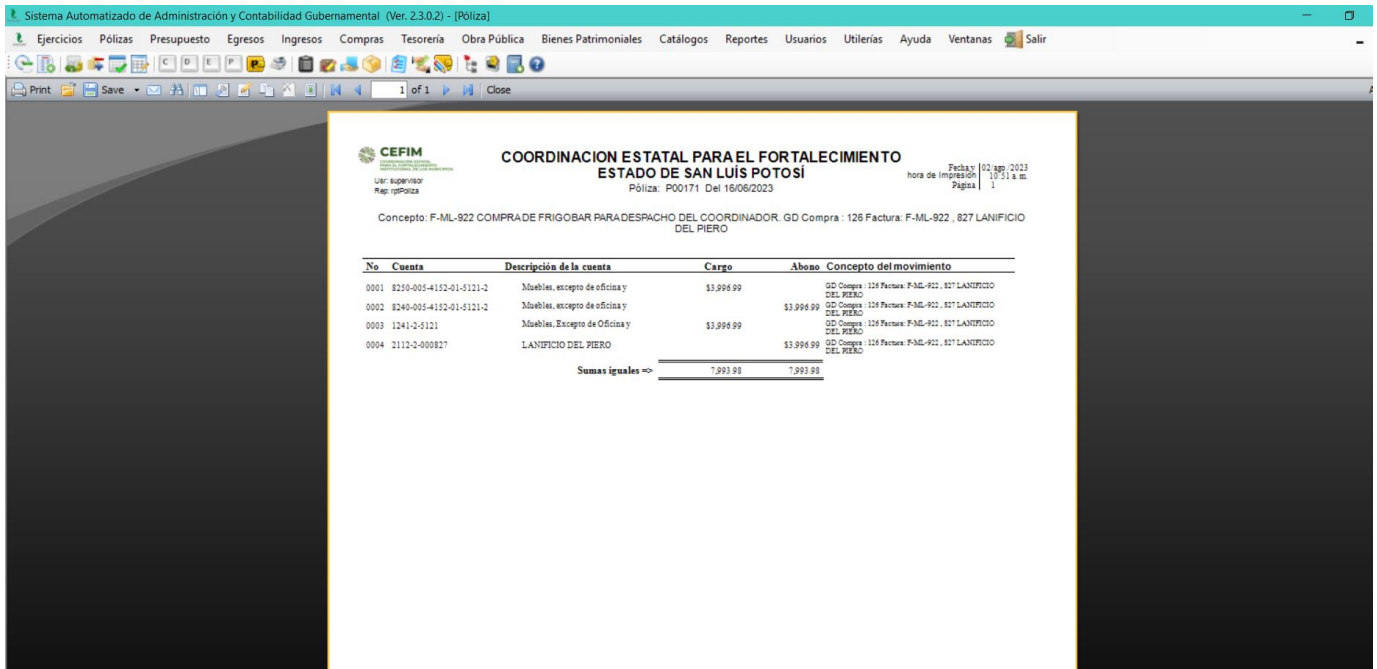 Sistema Automatizado de Administración y Contabilidad Gubernamental (Ver. 2.3.0.2) - [Póliza]
Ejercicios Pólizas Presupuesto Egresos Ingresos Compras Tesorería Obra Pública Bienes Patrimoniales Catálogos Reportes Usuarios Utilerías Ayuda Ventanas Salir
C D E P P
Print Save 1 of 1 Close
CEFIM
COORDINACIÓN ESTATAL
PARA EL FORTALECIMIENTO
INSTITUCIONAL DE LOS MUNICIPIOS
Usr: supervisor
Rep: rptPoliza
COORDINACION ESTATAL PARA EL FORTALECIMIENTO
ESTADO DE SAN LUÍS POTOSÍ
Póliza: P00171 Del 16/06/2023
Fecha y 02/ago/2023
hora de Impresión 10:51 a. m.
Página 1
Concepto: F-ML-922 COMPRA DE FRIGOBAR PARA DESPACHO DEL COORDINADOR. GD Compra : 126 Factura: F-ML-922 , 827 LANIFICIO
DEL PIERO
No Cuenta Descripción de la cuenta Cargo Abono Concepto del movimiento
0001 8250-005-4152-01-5121-2 Muebles, excepto de oficina y $3,996.99 GD Compra : 126 Factura: F-ML-922 , 827 LANIFICIO
DEL PIERO
0002 8240-005-4152-01-5121-2 Muebles, excepto de oficina y $3,996.99 GD Compra : 126 Factura: F-ML-922 , 827 LANIFICIO
DEL PIERO
0003 1241-2-5121 Muebles, Excepto de Oficina y $3,996.99 GD Compra : 126 Factura: F-ML-922 , 827 LANIFICIO
DEL PIERO
0004 2112-2-000827 LANIFICIO DEL PIERO $3,996.99 GD Compra : 126 Factura: F-ML-922 , 827 LANIFICIO
DEL PIERO
Sumas iguales => 7,993.98 7,993.98